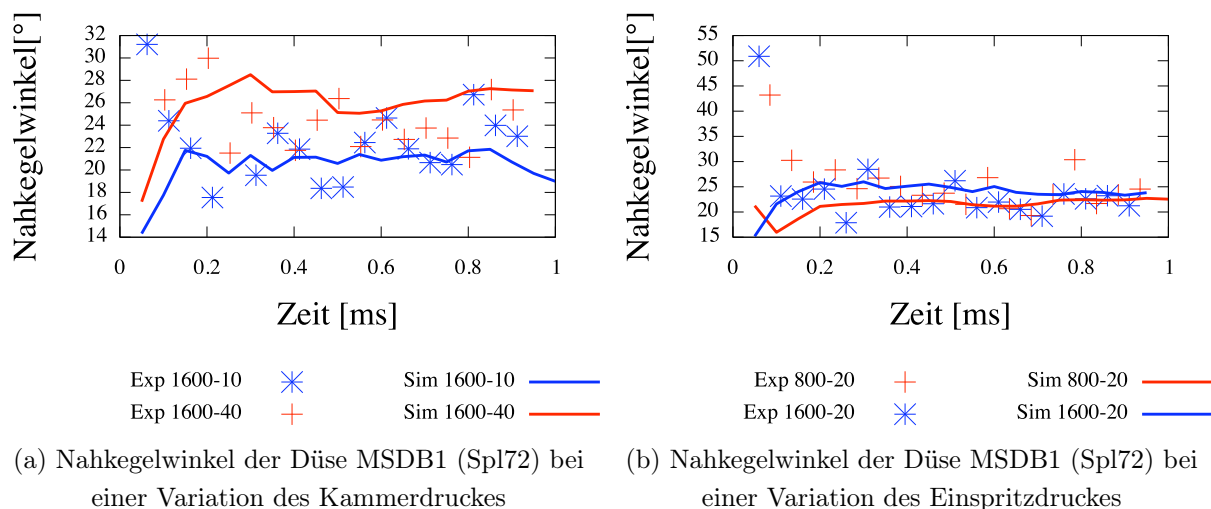 Nahkegelwinkel[°]
32
30
28
26
24
22
20
18
16
14
0
0.2
0.4
0.6
0.8
1
Zeit [ms]
Exp 1600-10
Sim 1600-10
Exp 1600-40
Sim 1600-40
(a) Nahkegelwinkel der Düse MSDB1 (Spl72) bei
einer Variation des Kammerdruckes
Nahkegelwinkel[°]
55
50
45
40
35
30
25
20
15
0
0.2
0.4
0.6
0.8
1
Zeit [ms]
Exp 800-20
Sim 800-20
Exp 1600-20
Sim 1600-20
(b) Nahkegelwinkel der Düse MSDB1 (Spl72) bei
einer Variation des Einspritzdruckes